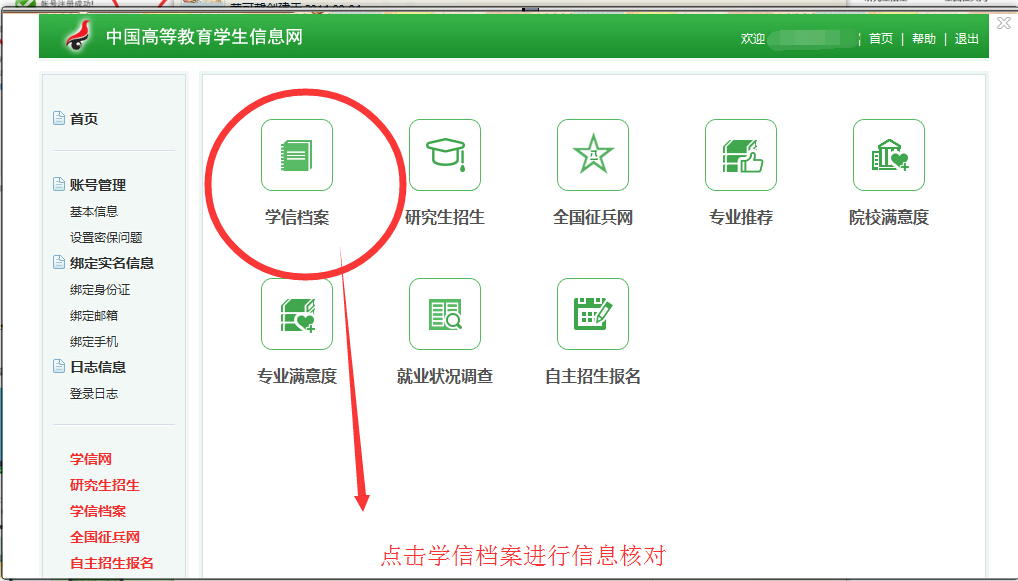 账号注册成功!
中国高等教育学生信息网
欢迎 | 首页 | 帮助 | 退出
首页
账号管理
基本信息
设置密保问题
绑定实名信息
绑定身份证
绑定邮箱
绑定手机
日志信息
登录日志
学信网
研究生招生
学信档案
全国征兵网
自主招生报名
学信档案
研究生招生
全国征兵网
专业推荐
院校满意度
专业满意度
就业状况调查
自主招生报名
点击学信档案进行信息核对